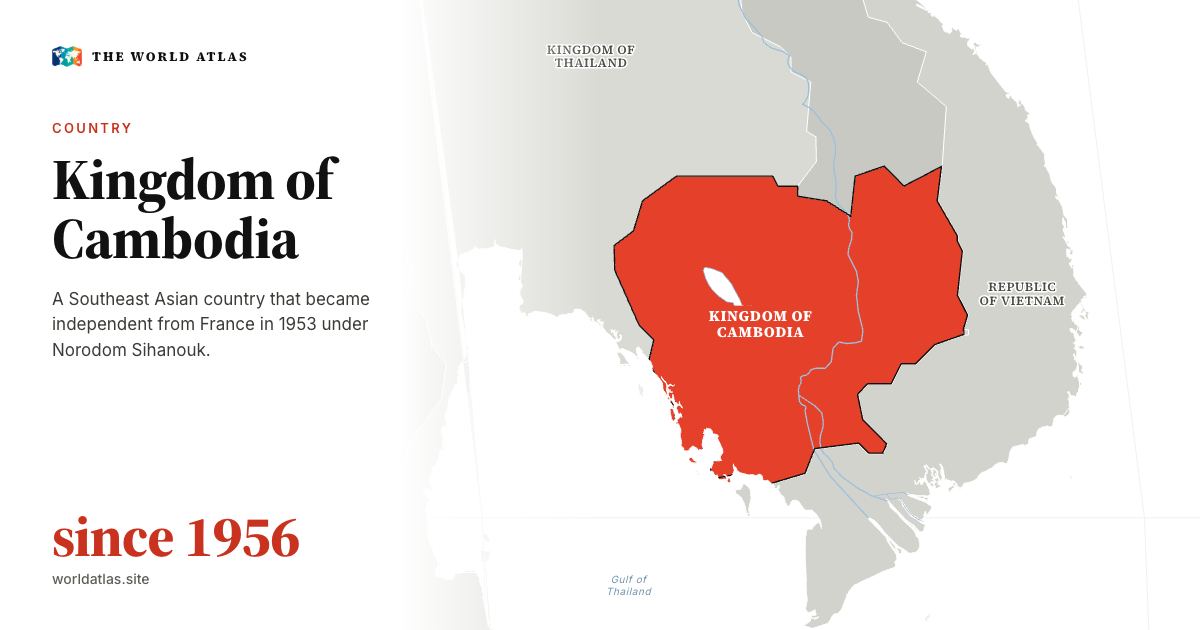 THE WORLD ATLAS
COUNTRY
Kingdom of
Cambodia
A Southeast Asian country that became
independent from France in 1953 under
Norodom Sihanouk.
since 1956
worldatlas.site
KINGDOM OF
THAILAND
KINGDOM OF
CAMBODIA
REPUBLIC
OF VIETNAM
Gulf of
Thailand